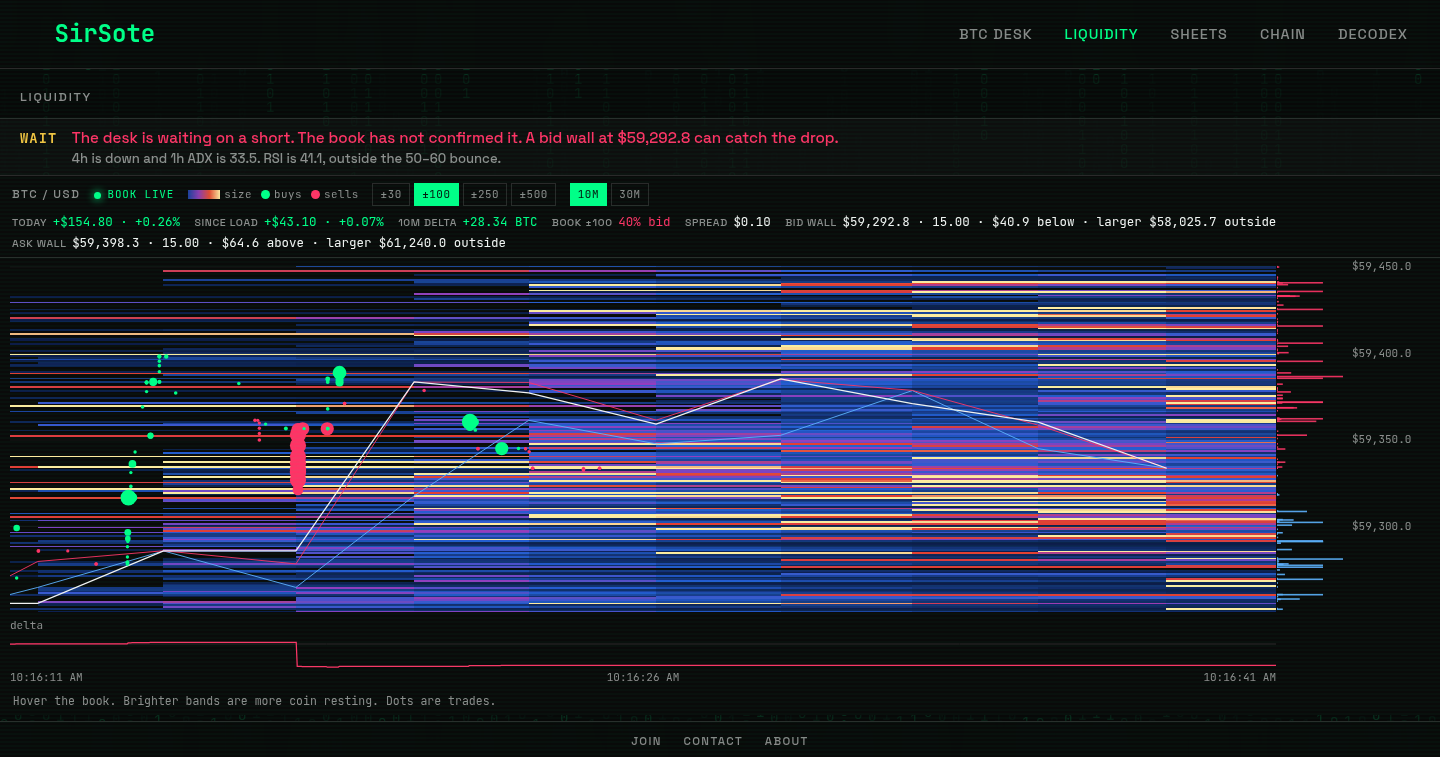 SirSote
BTC DESK LIQUIDITY SHEETS CHAIN DECODEX
LIQUIDITY
WAIT The desk is waiting on a short. The book has not confirmed it. A bid wall at $59,292.8 can catch the drop.
4h is down and 1h ADX is 33.5. RSI is 41.1, outside the 50–60 bounce.
BTC / USD BOOK LIVE size buys sells ±30 ±100 ±250 ±500 10M 30M
TODAY +$154.80 · +0.26% SINCE LOAD +$43.10 · +0.07% 10M DELTA +28.34 BTC BOOK ±100 40% bid SPREAD $0.10 BID WALL $59,292.8 · 15.00 · $40.9 below · larger $58,025.7 outside
ASK WALL $59,398.3 · 15.00 · $64.6 above · larger $61,240.0 outside
$59,450.0
$59,400.0
$59,350.0
$59,300.0
delta
10:16:11 AM 10:16:26 AM 10:16:41 AM
Hover the book. Brighter bands are more coin resting. Dots are trades.
JOIN CONTACT ABOUT